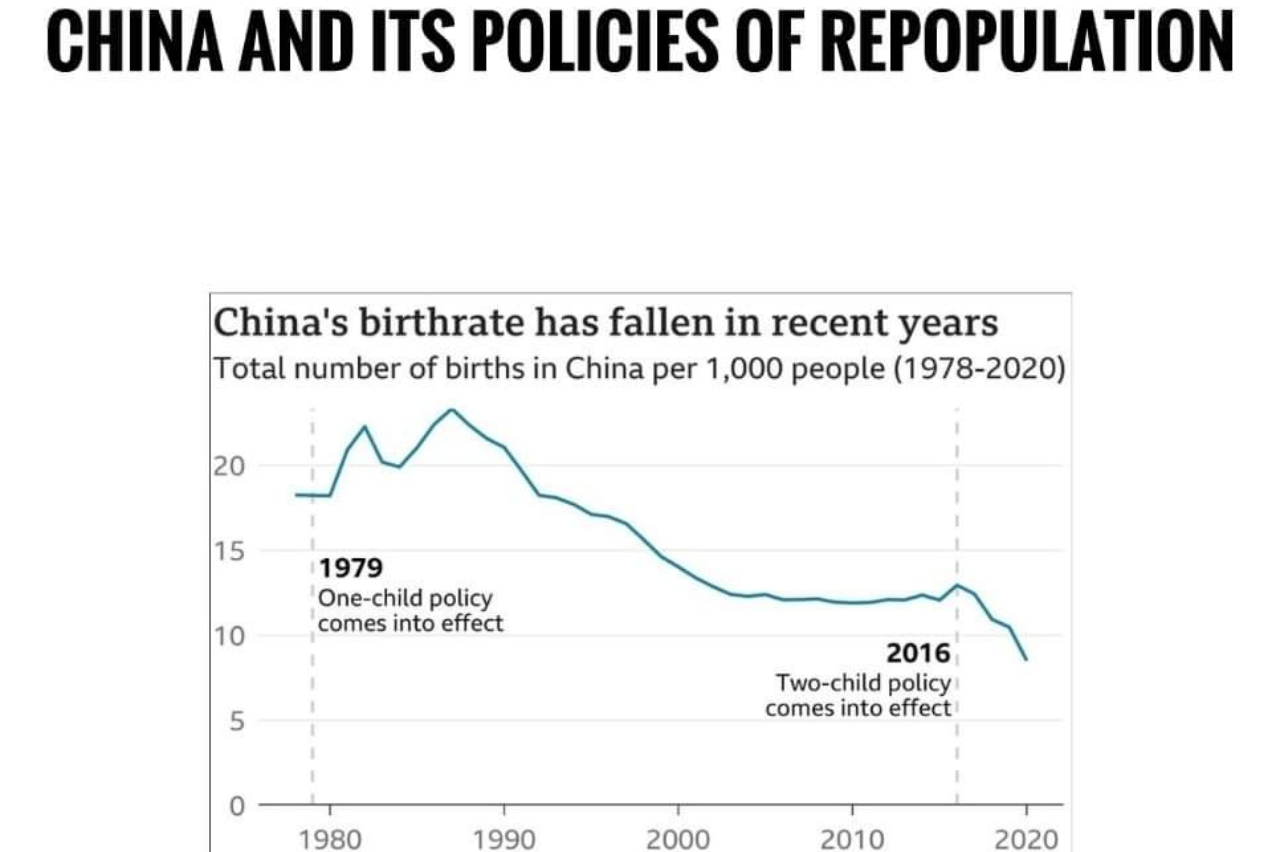 CHINA AND ITS POLICIES OF REPOPULATION
China's birthrate has fallen in recent years
Total number of births in China per 1,000 people (1978-2020)
20
15
1979
One-child policy
comes into effect
10
2016
Two-child policy
comes into effect
5
0
1980 1990 2000 2010 2020